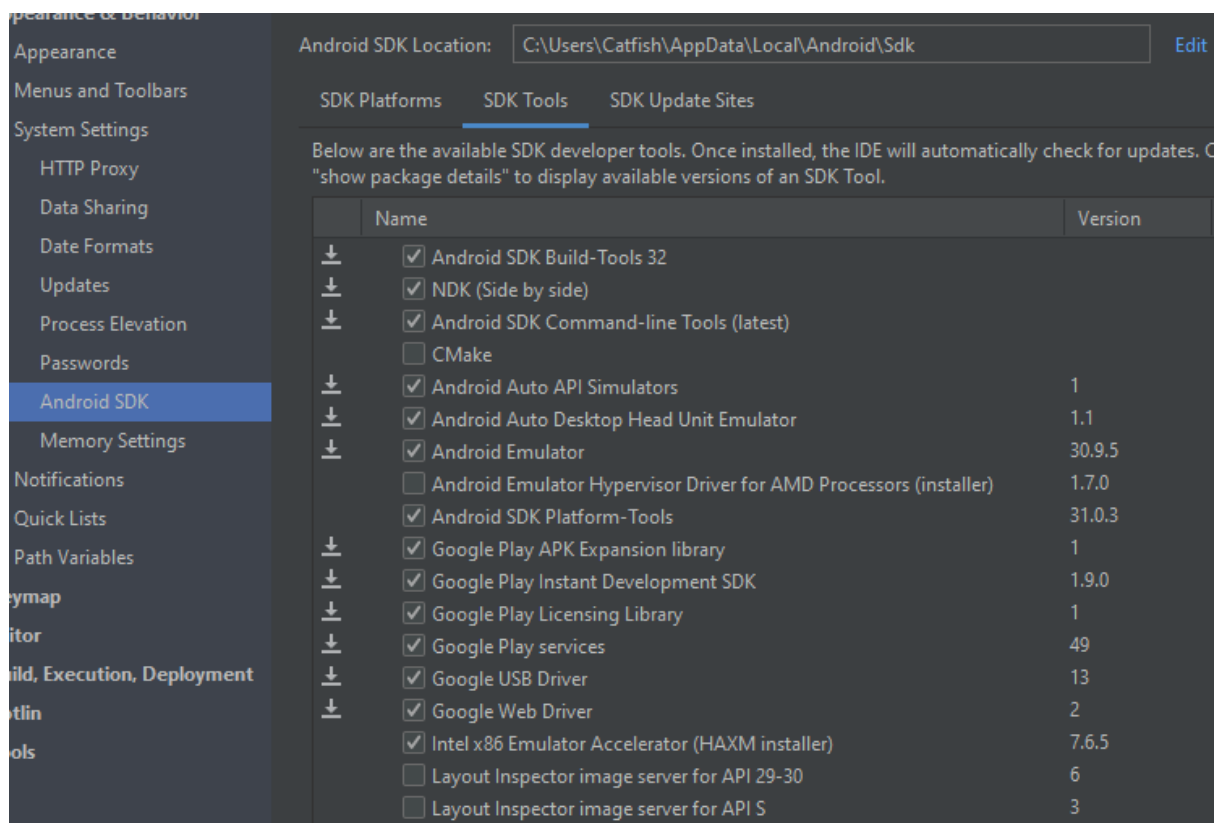 Appearance & Behavior
Appearance
Menus and Toolbars
System Settings
HTTP Proxy
Data Sharing
Date Formats
Updates
Process Elevation
Passwords
Android SDK
Memory Settings
Notifications
Quick Lists
Path Variables
eymap
itor
uild, Execution, Deployment
otlin
ools
Android SDK Location: C:\Users\Catfish\AppData\Local\Android\Sdk Edit
SDK Platforms SDK Tools SDK Update Sites
Below are the available SDK developer tools. Once installed, the IDE will automatically check for updates. C
"show package details" to display available versions of an SDK Tool.
Name Version
Android SDK Build-Tools 32
NDK (Side by side)
Android SDK Command-line Tools (latest)
CMake
Android Auto API Simulators 1
Android Auto Desktop Head Unit Emulator 1.1
Android Emulator 30.9.5
Android Emulator Hypervisor Driver for AMD Processors (installer) 1.7.0
Android SDK Platform-Tools 31.0.3
Google Play APK Expansion library 1
Google Play Instant Development SDK 1.9.0
Google Play Licensing Library 1
Google Play services 49
Google USB Driver 13
Google Web Driver 2
Intel x86 Emulator Accelerator (HAXM installer) 7.6.5
Layout Inspector image server for API 29-30 6
Layout Inspector image server for API S 3